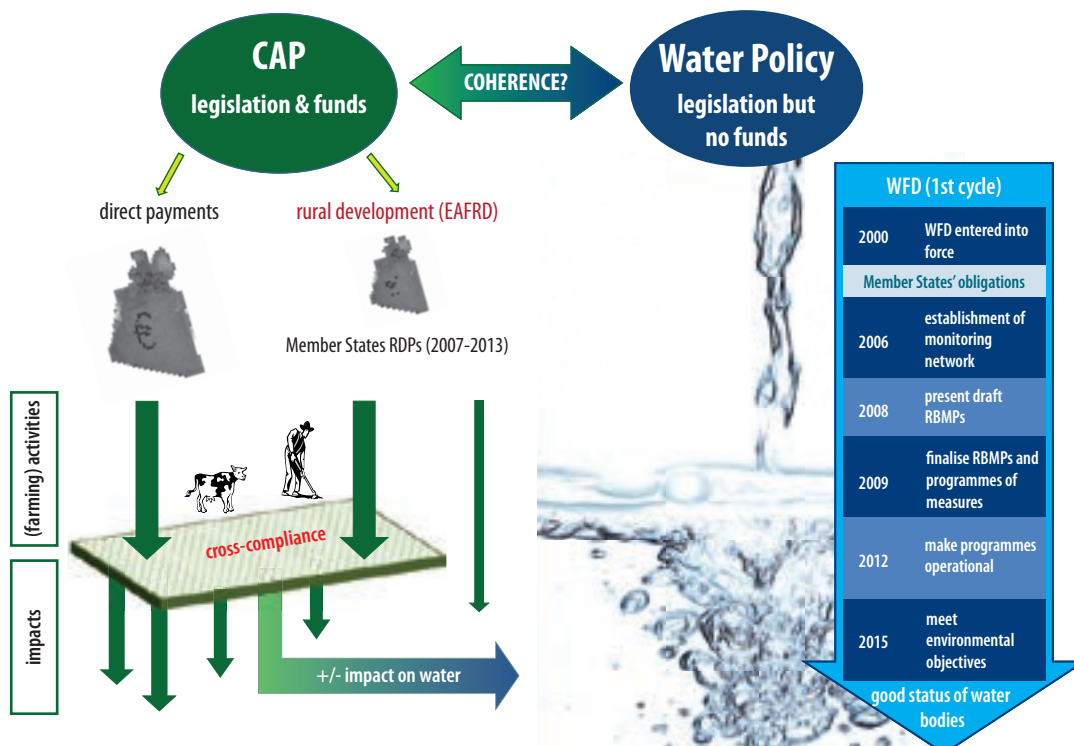 CAP
legislation & funds
COHERENCE?
Water Policy
legislation but
no funds
direct payments
rural development (EAFRD)
€
Member States RDPs (2007-2013)
(farming) activities
cross-compliance
impacts
+/- impact on water
WFD (1st cycle)
2000 WFD entered into
force
Member States' obligations
2006 establishment of
monitoring
network
2008 present draft
RBMPs
2009 finalise RBMPs and
programmes of
measures
2012 make programmes
operational
2015 meet
environmental
objectives
good status of water
bodies